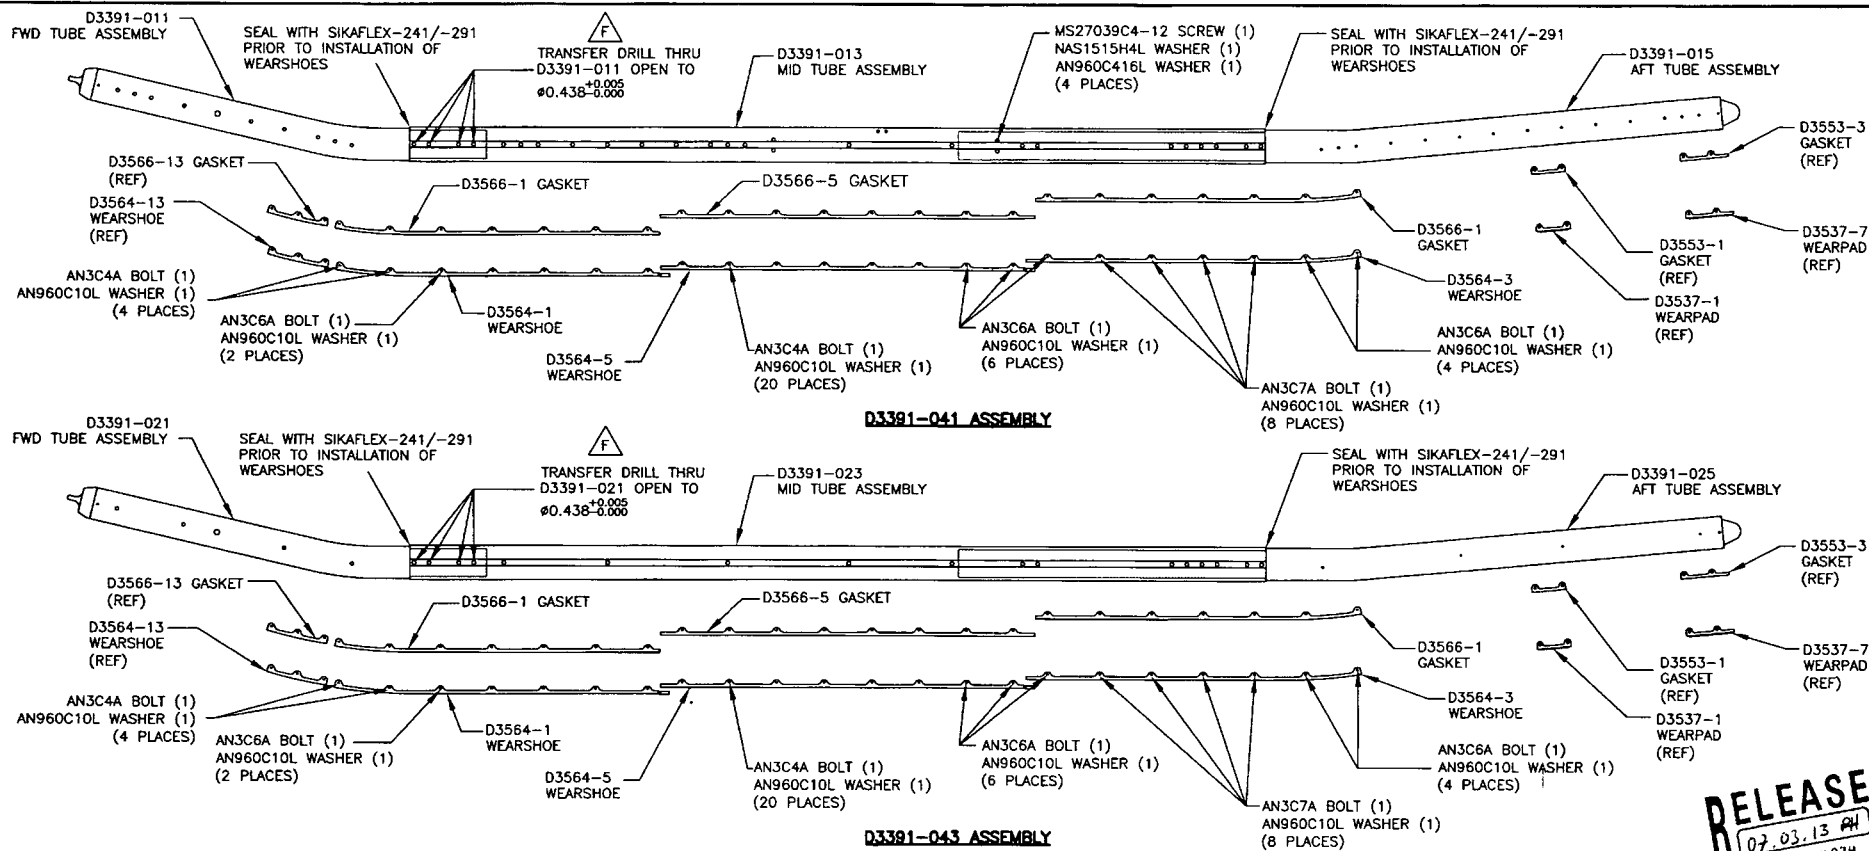 D3391-011
FWD TUBE ASSEMBLY
SEAL WITH SIKAFLEX-241/-291
PRIOR TO INSTALLATION OF
WEARSHOES
F
TRANSFER DRILL THRU
D3391-011 OPEN TO
ø0.438 +0.005 -0.000
D3391-013
MID TUBE ASSEMBLY
MS27039C4-12 SCREW (1)
NAS1515H4L WASHER (1)
AN960C416L WASHER (1)
(4 PLACES)
SEAL WITH SIKAFLEX-241/-291
PRIOR TO INSTALLATION OF
WEARSHOES
D3391-015
AFT TUBE ASSEMBLY
D3553-3
GASKET
(REF)
D3566-13 GASKET
(REF)
D3564-13
WEARSHOE
(REF)
D3566-1 GASKET
D3566-5 GASKET
D3566-1
GASKET
D3553-1
GASKET
(REF)
D3537-7
WEARPAD
(REF)
AN3C4A BOLT (1)
AN960C10L WASHER (1)
(4 PLACES)
AN3C6A BOLT (1)
AN960C10L WASHER (1)
(2 PLACES)
D3564-1
WEARSHOE
D3564-5
WEARSHOE
AN3C4A BOLT (1)
AN960C10L WASHER (1)
(20 PLACES)
AN3C6A BOLT (1)
AN960C10L WASHER (1)
(6 PLACES)
D3564-3
WEARSHOE
D3537-1
WEARPAD
(REF)
AN3C6A BOLT (1)
AN960C10L WASHER (1)
(4 PLACES)
AN3C7A BOLT (1)
AN960C10L WASHER (1)
(8 PLACES)
D3391-041 ASSEMBLY
D3391-021
FWD TUBE ASSEMBLY
SEAL WITH SIKAFLEX-241/-291
PRIOR TO INSTALLATION OF
WEARSHOES
F
TRANSFER DRILL THRU
D3391-021 OPEN TO
ø0.438 +0.005 -0.000
D3391-023
MID TUBE ASSEMBLY
SEAL WITH SIKAFLEX-241/-291
PRIOR TO INSTALLATION OF
WEARSHOES
D3391-025
AFT TUBE ASSEMBLY
D3553-3
GASKET
(REF)
D3566-13 GASKET
(REF)
D3564-13
WEARSHOE
(REF)
D3566-1 GASKET
D3566-5 GASKET
D3566-1
GASKET
D3553-1
GASKET
(REF)
D3537-7
WEARPAD
(REF)
AN3C4A BOLT (1)
AN960C10L WASHER (1)
(4 PLACES)
AN3C6A BOLT (1)
AN960C10L WASHER (1)
(2 PLACES)
D3564-1
WEARSHOE
D3564-5
WEARSHOE
AN3C4A BOLT (1)
AN960C10L WASHER (1)
(20 PLACES)
AN3C6A BOLT (1)
AN960C10L WASHER (1)
(6 PLACES)
D3564-3
WEARSHOE
D3537-1
WEARPAD
(REF)
AN3C6A BOLT (1)
AN960C10L WASHER (1)
(4 PLACES)
AN3C7A BOLT (1)
AN960C10L WASHER (1)
(8 PLACES)
D3391-043 ASSEMBLY
RELEASE
07.03.13